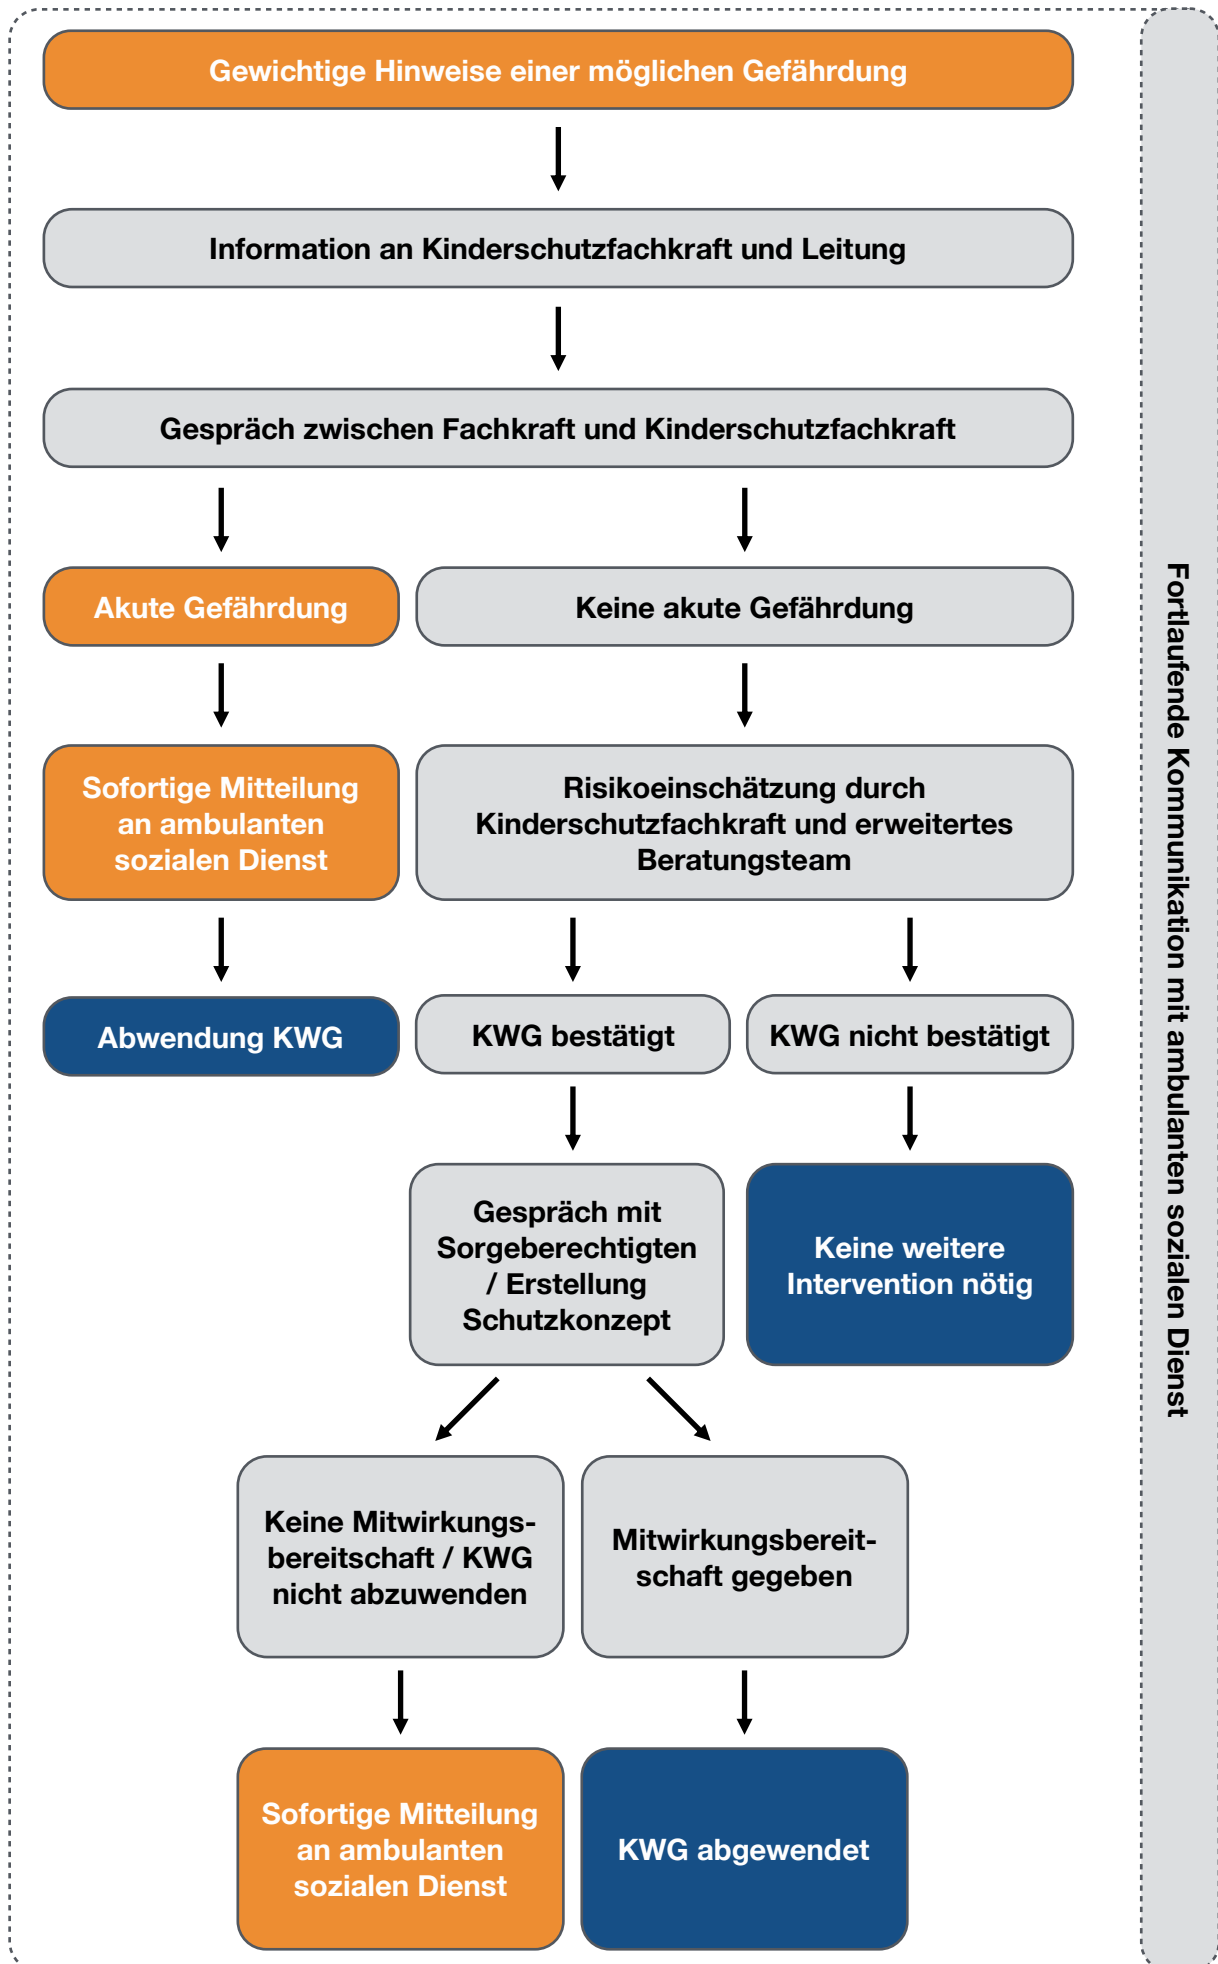 Gewichtige Hinweise einer möglichen Gefährdung
Information an Kinderschutzfachkraft und Leitung
Gespräch zwischen Fachkraft und Kinderschutzfachkraft
Akute Gefährdung
Keine akute Gefährdung
Sofortige Mitteilung
an ambulanten
sozialen Dienst
Risikoeinschätzung durch
Kinderschutzfachkraft und erweitertes
Beratungsteam
Abwendung KWG
KWG bestätigt
KWG nicht bestätigt
Gespräch mit
Sorgeberechtigten
/ Erstellung
Schutzkonzept
Keine weitere
Intervention nötig
Keine Mitwirkungs-
bereitschaft / KWG
nicht abzuwenden
Mitwirkungsbereit-
schaft gegeben
Sofortige Mitteilung
an ambulanten
sozialen Dienst
KWG abgewendet
Fortlaufende Kommunikation mit ambulanten sozialen Dienst